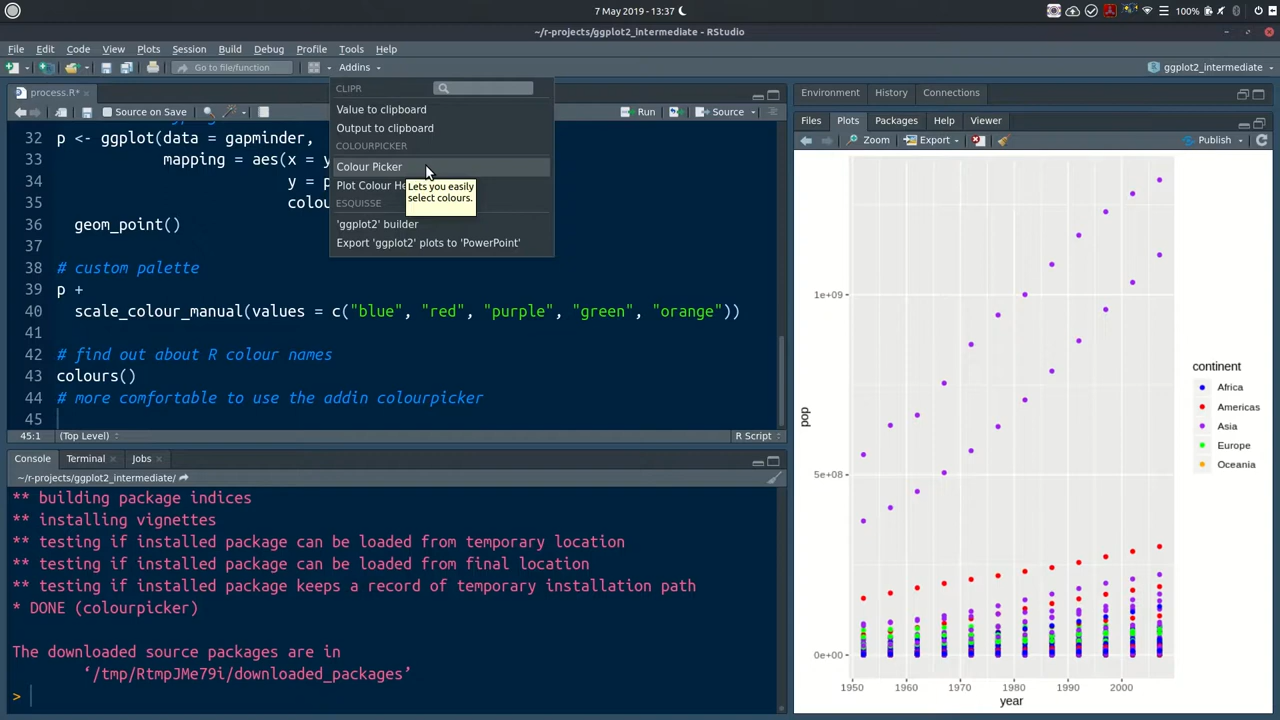 7 May 2019 - 13:37
100%
~/r-projects/ggplot2_intermediate - RStudio
File Edit Code View Plots Session Build Debug Profile Tools Help
Go to file/function
Addins
ggplot2_intermediate
process.R*
Source on Save
Run
Source
32 p <- ggplot(data = gapminder,
33 mapping = aes(x = y
34 y = p
35 colou
36 geom_point()
37
38 # custom palette
39 p +
40 scale_colour_manual(values = c("blue", "red", "purple", "green", "orange"))
41
42 # find out about R colour names
43 colours()
44 # more comfortable to use the addin colourpicker
45
45:1 (Top Level) R Script
CLIPR
Value to clipboard
Output to clipboard
COLOURPICKER
Colour Picker
Plot Colour He
Lets you easily
select colours.
ESQUISSE
'ggplot2' builder
Export 'ggplot2' plots to 'PowerPoint'
Console Terminal Jobs
~/r-projects/ggplot2_intermediate/
** building package indices
** installing vignettes
** testing if installed package can be loaded from temporary location
** testing if installed package can be loaded from final location
** testing if installed package keeps a record of temporary installation path
* DONE (colourpicker)
The downloaded source packages are in
‘/tmp/RtmpJMe79i/downloaded_packages’
>
Environment History Connections
Files Plots Packages Help Viewer
Zoom Export Publish
1e+09
5e+08
0e+00
pop
1950 1960 1970 1980 1990 2000
year
continent
Africa
Americas
Asia
Europe
Oceania